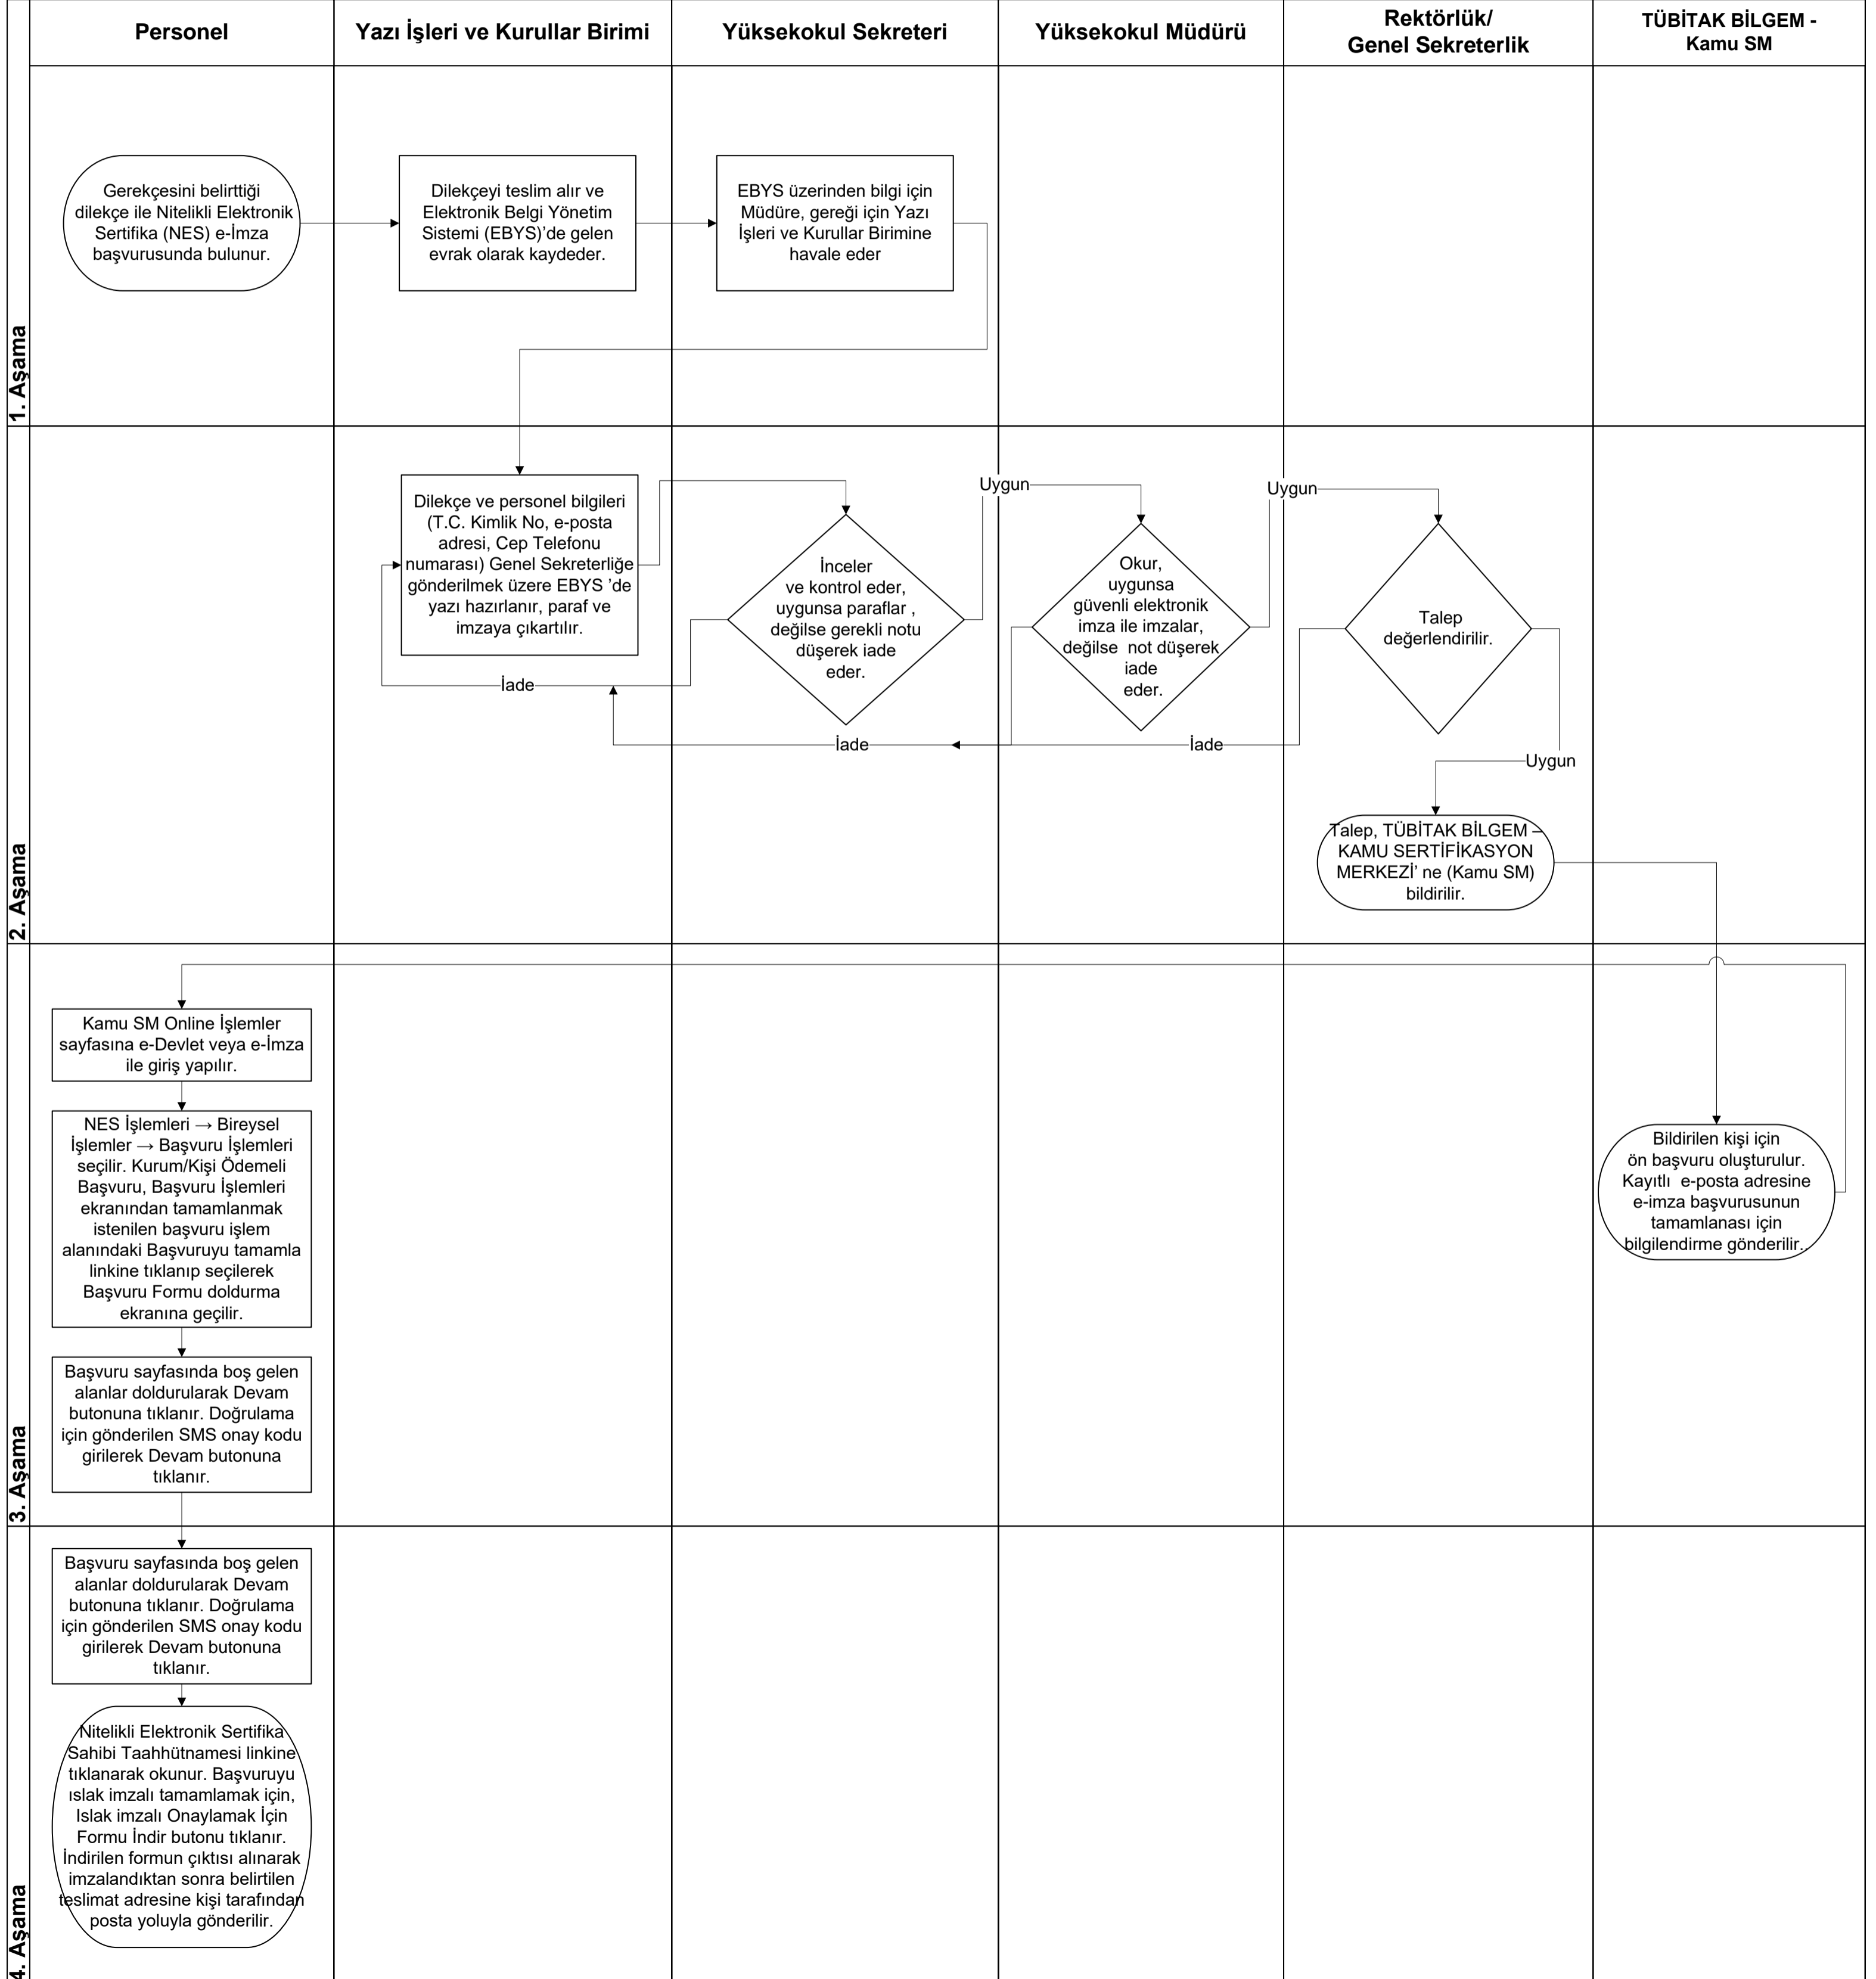 Personel
Yazı İşleri ve Kurullar Birimi
Yüksekokul Sekreteri
Yüksekokul Müdürü
Rektörlük/
Genel Sekreterlik
TÜBİTAK BİLGEM -
Kamu SM
1. Aşama
Gerekçesini belirttiği
dilekçe ile Nitelikli Elektronik
Sertifika (NES) e-İmza
başvurusunda bulunur.
Dilekçeyi teslim alır ve
Elektronik Belgi Yönetim
Sistemi (EBYS)’de gelen
evrak olarak kaydeder.
EBYS üzerinden bilgi için
Müdüre, gereği için Yazı
İşleri ve Kurullar Birimine
havale eder
2. Aşama
Dilekçe ve personel bilgileri
(T.C. Kimlik No, e-posta
adresi, Cep Telefonu
numarası) Genel Sekreterliğe
gönderilmek üzere EBYS ’de
yazı hazırlanır, paraf ve
imzaya çıkartılır.
İade
İnceler
ve kontrol eder,
uygunsa paraflar ,
değilse gerekli notu
düşerek iade
eder.
Uygun
İade
Okur,
uygunsa
güvenli elektronik
imza ile imzalar,
değilse  not düşerek
iade
eder.
Uygun
İade
Talep
değerlendirilir.
Uygun
Talep, TÜBİTAK BİLGEM –
KAMU SERTİFİKASYON
MERKEZİ’ ne (Kamu SM)
bildirilir.
3. Aşama
Kamu SM Online İşlemler
sayfasına e-Devlet veya e-İmza
ile giriş yapılır.
NES İşlemleri → Bireysel
İşlemler → Başvuru İşlemleri
seçilir. Kurum/Kişi Ödemeli
Başvuru, Başvuru İşlemleri
ekranından tamamlanmak
istenilen başvuru işlem
alanındaki Başvuruyu tamamla
linkine tıklanıp seçilerek
Başvuru Formu doldurma
ekranına geçilir.
Başvuru sayfasında boş gelen
alanlar doldurularak Devam
butonuna tıklanır. Doğrulama
için gönderilen SMS onay kodu
girilerek Devam butonuna
tıklanır.
Bildirilen kişi için
ön başvuru oluşturulur.
Kayıtlı  e-posta adresine
e-imza başvurusunun
tamamlanası için
bilgilendirme gönderilir..
4. Aşama
Başvuru sayfasında boş gelen
alanlar doldurularak Devam
butonuna tıklanır. Doğrulama
için gönderilen SMS onay kodu
girilerek Devam butonuna
tıklanır.
Nitelikli Elektronik Sertifika
Sahibi Taahhütnamesi linkine
tıklanarak okunur. Başvuruyu
ıslak imzalı tamamlamak için,
Islak imzalı Onaylamak İçin
Formu İndir butonu tıklanır.
İndirilen formun çıktısı alınarak
imzalandıktan sonra belirtilen
teslimat adresine kişi tarafından
posta yoluyla gönderilir.